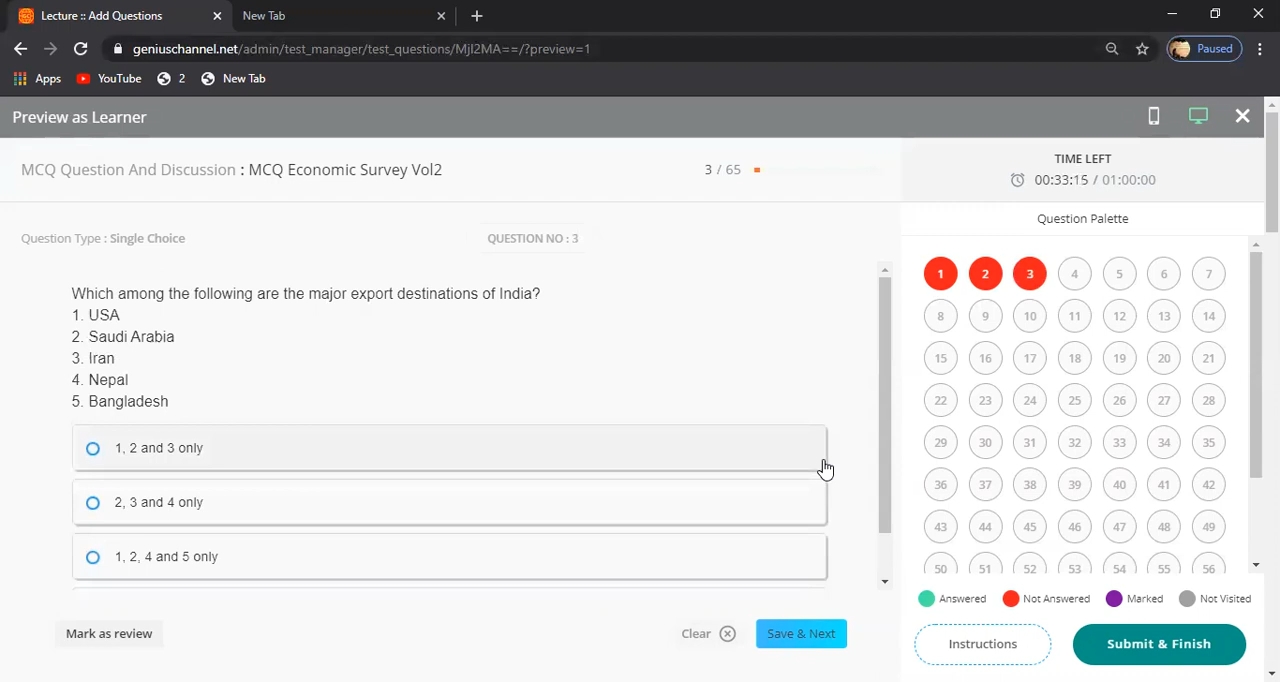 Lecture :: Add Questions
New Tab
geniuschannel.net/admin/test_manager/test_questions/MjI2MA==/?preview=1
Paused
Apps YouTube 2 New Tab
Preview as Learner
MCQ Question And Discussion : MCQ Economic Survey Vol2
3 / 65
TIME LEFT
00:33:15 / 01:00:00
Question Palette
Question Type : Single Choice
QUESTION NO : 3
Which among the following are the major export destinations of India?
1. USA
2. Saudi Arabia
3. Iran
4. Nepal
5. Bangladesh
1, 2 and 3 only
2, 3 and 4 only
1, 2, 4 and 5 only
Mark as review
Clear
Save & Next
1 2 3 4 5 6 7
8 9 10 11 12 13 14
15 16 17 18 19 20 21
22 23 24 25 26 27 28
29 30 31 32 33 34 35
36 37 38 39 40 41 42
43 44 45 46 47 48 49
50 51 52 53 54 55 56
Answered Not Answered Marked Not Visited
Instructions
Submit & Finish